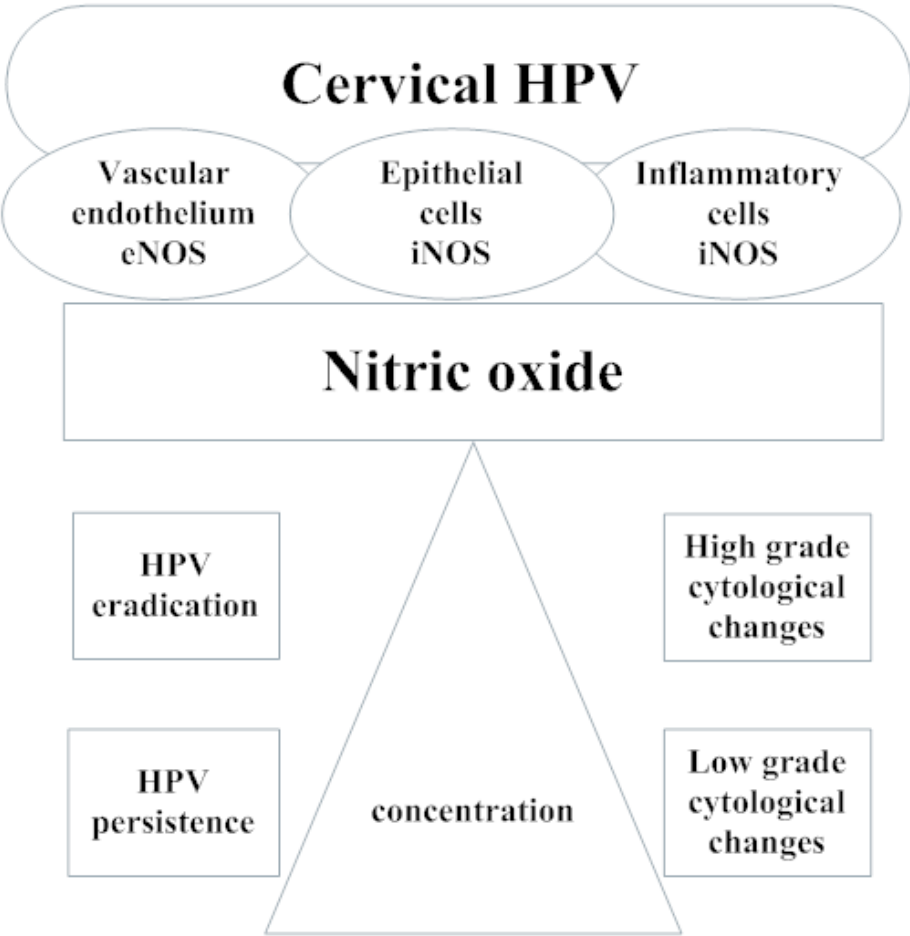 Cervical HPV
Vascular
endothelium
eNOS
Epithelial
cells
iNOS
Inflammatory
cells
iNOS
Nitric oxide
HPV
eradication
High grade
cytological
changes
HPV
persistence
concentration
Low grade
cytological
changes